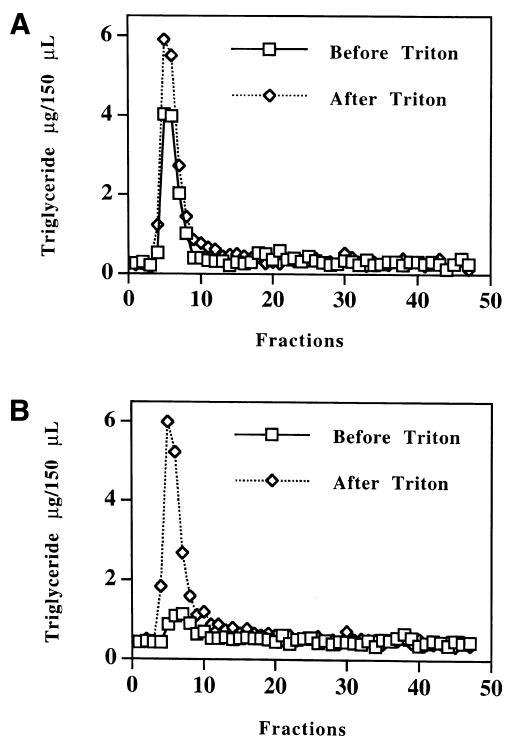 A
Triglyceride µg/150 µL
6
4
2
0
Before Triton
After Triton
0 10 20 30 40 50
Fractions
B
Triglyceride µg/150 µL
6
4
2
0
Before Triton
After Triton
0 10 20 30 40 50
Fractions